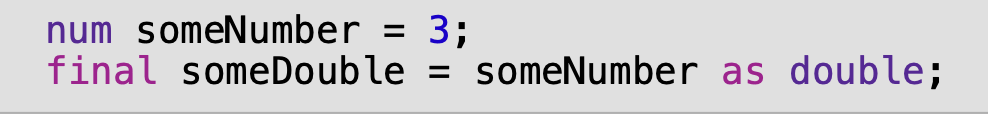 num someNumber = 3;
final someDouble = someNumber as double;